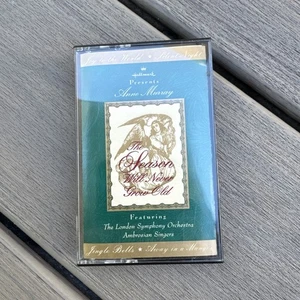 Hallmark
Presents
Anne Murray
The
Season
Will Never
Grow Old
Featuring
The London Symphony Orchestra
Ambrosian Singers
Jingle Bells • Away in a Mang